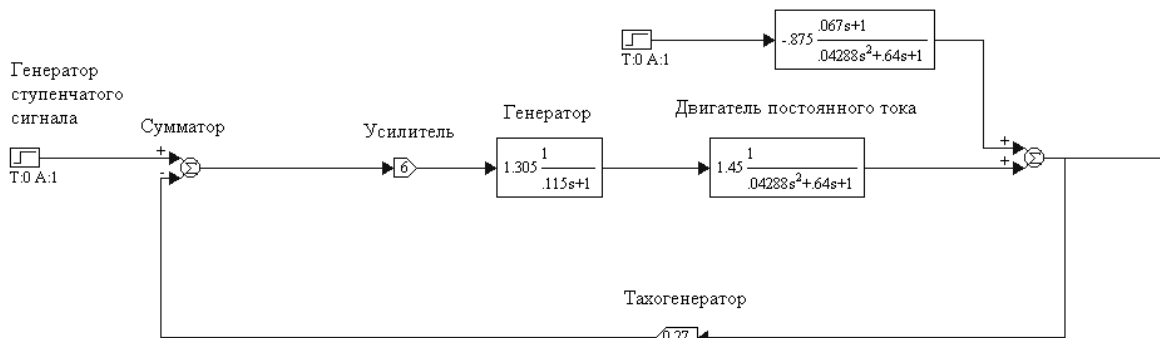 .067s+1
-.875
.04288s²+.64s+1
T:0 A:1
Генератор
ступенчатого
сигнала
Сумматор
Усилитель
Генератор
Двигатель постоянного тока
+
-
Σ
T:0 A:1
6
1.305
1
.115s+1
1.45
1
.04288s²+.64s+1
+
+
Σ
Тахогенератор
0.27